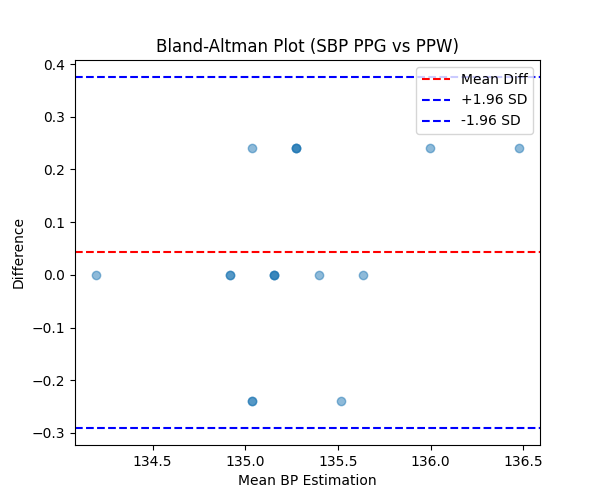 Bland-Altman Plot (SBP PPG vs PPW)
0.4
0.3
0.2
0.1
0.0
−0.1
−0.2
−0.3
Difference
Mean Diff
+1.96 SD
-1.96 SD
134.5 135.0 135.5 136.0 136.5
Mean BP Estimation